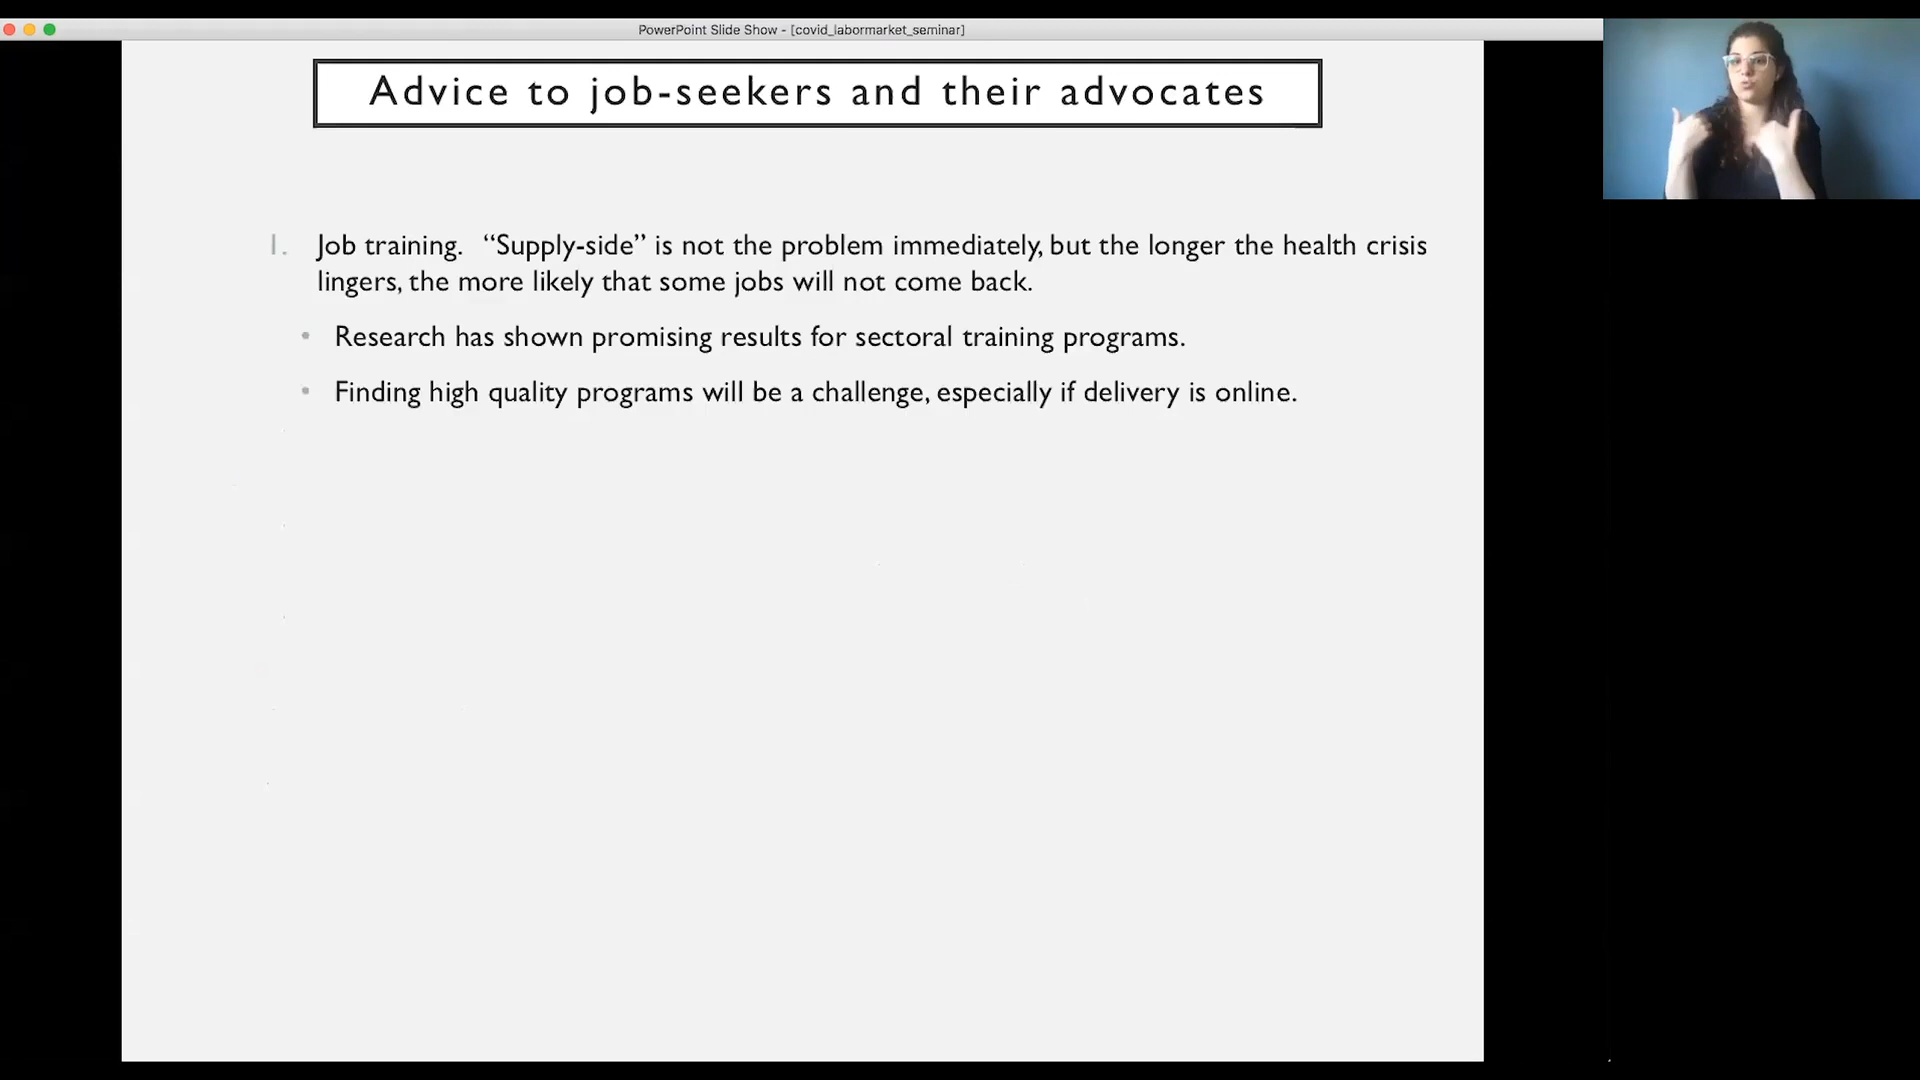 PowerPoint Slide Show - [covid_labormarket_seminar]
Advice to job-seekers and their advocates
1. Job training. “Supply-side” is not the problem immediately, but the longer the health crisis
lingers, the more likely that some jobs will not come back.
• Research has shown promising results for sectoral training programs.
• Finding high quality programs will be a challenge, especially if delivery is online.